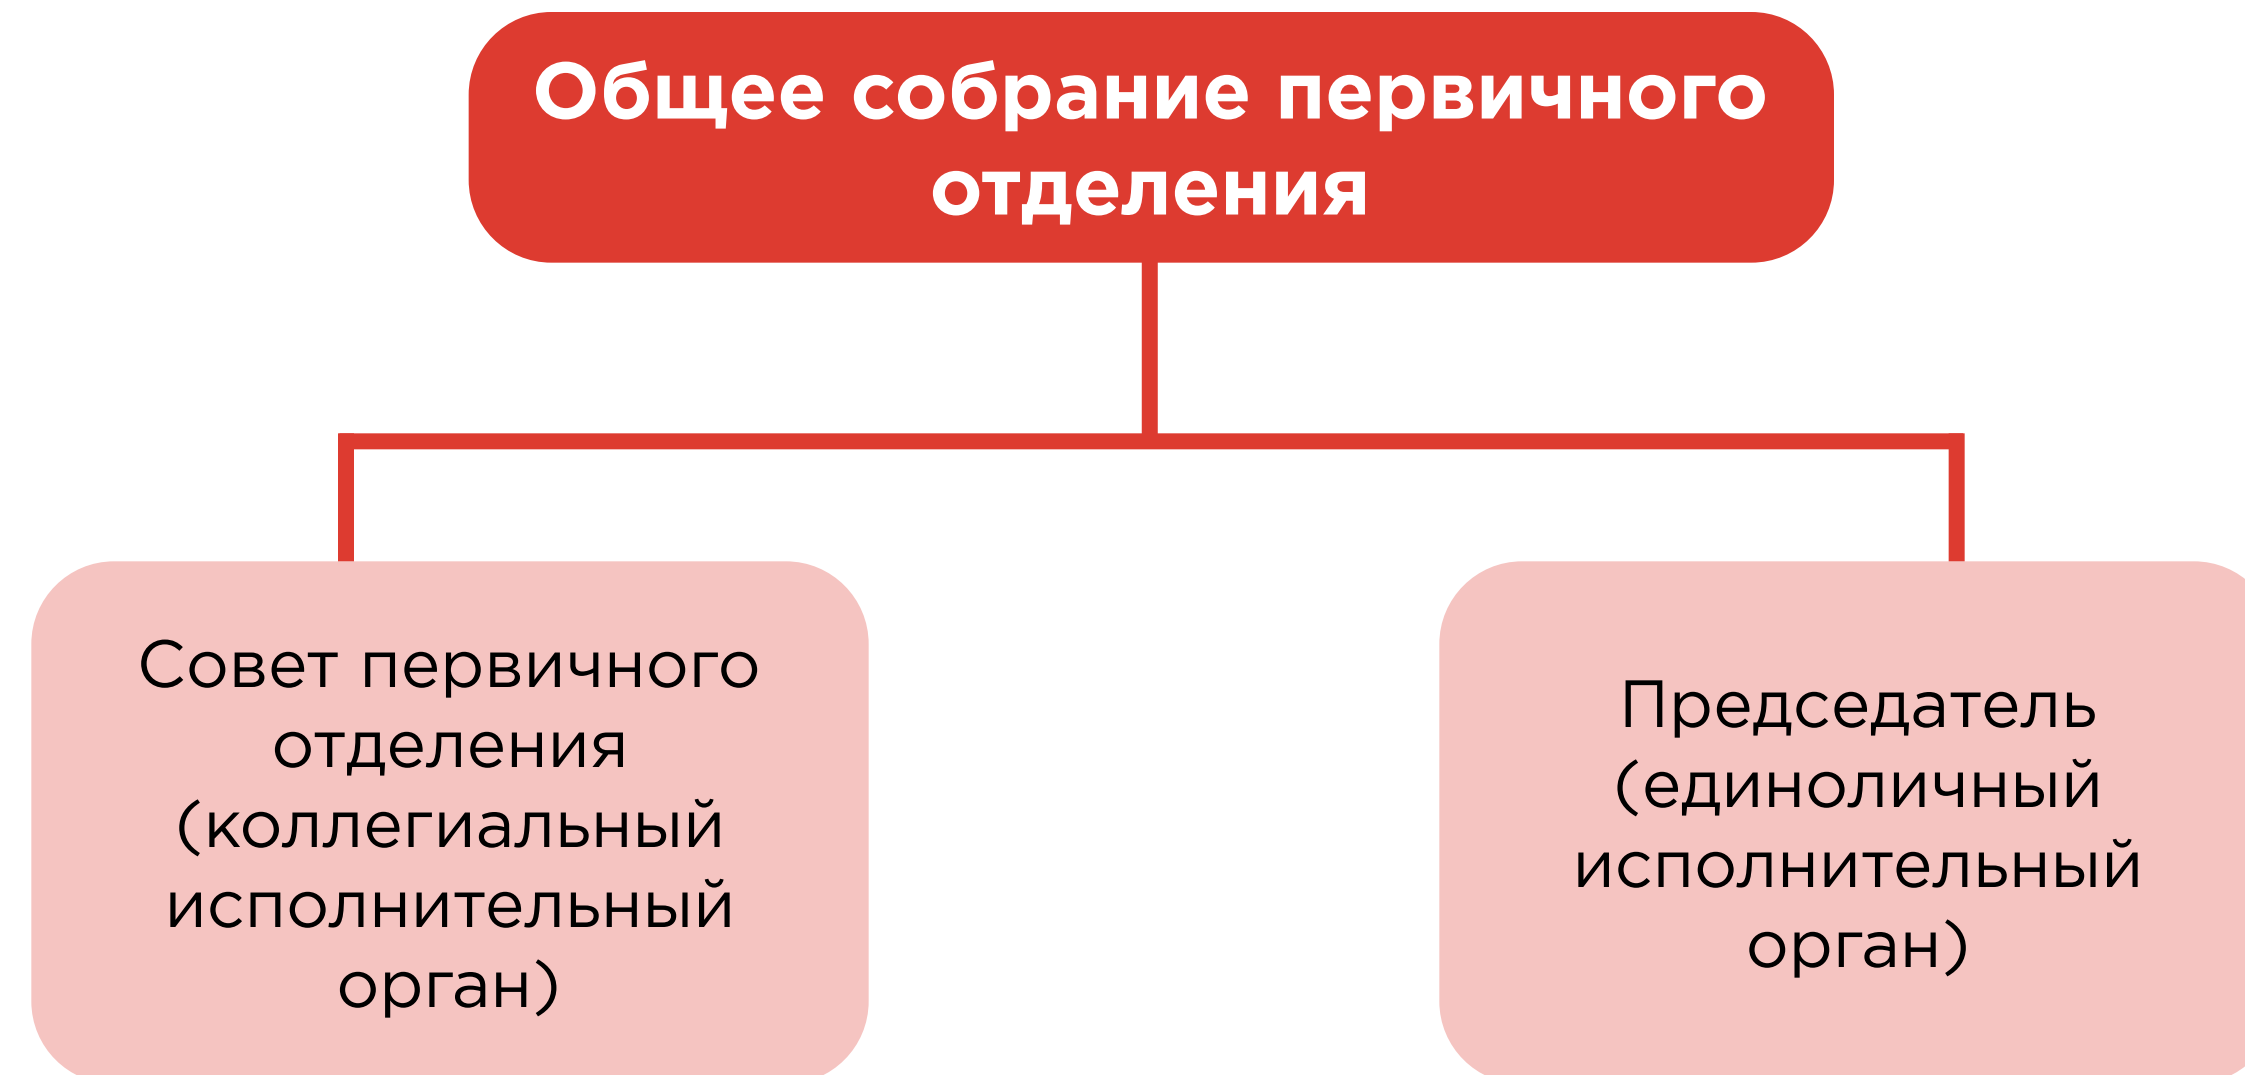 Общее собрание первичного
отделения
Совет первичного
отделения
(коллегиальный
исполнительный
орган)
Председатель
(единоличный
исполнительный
орган)